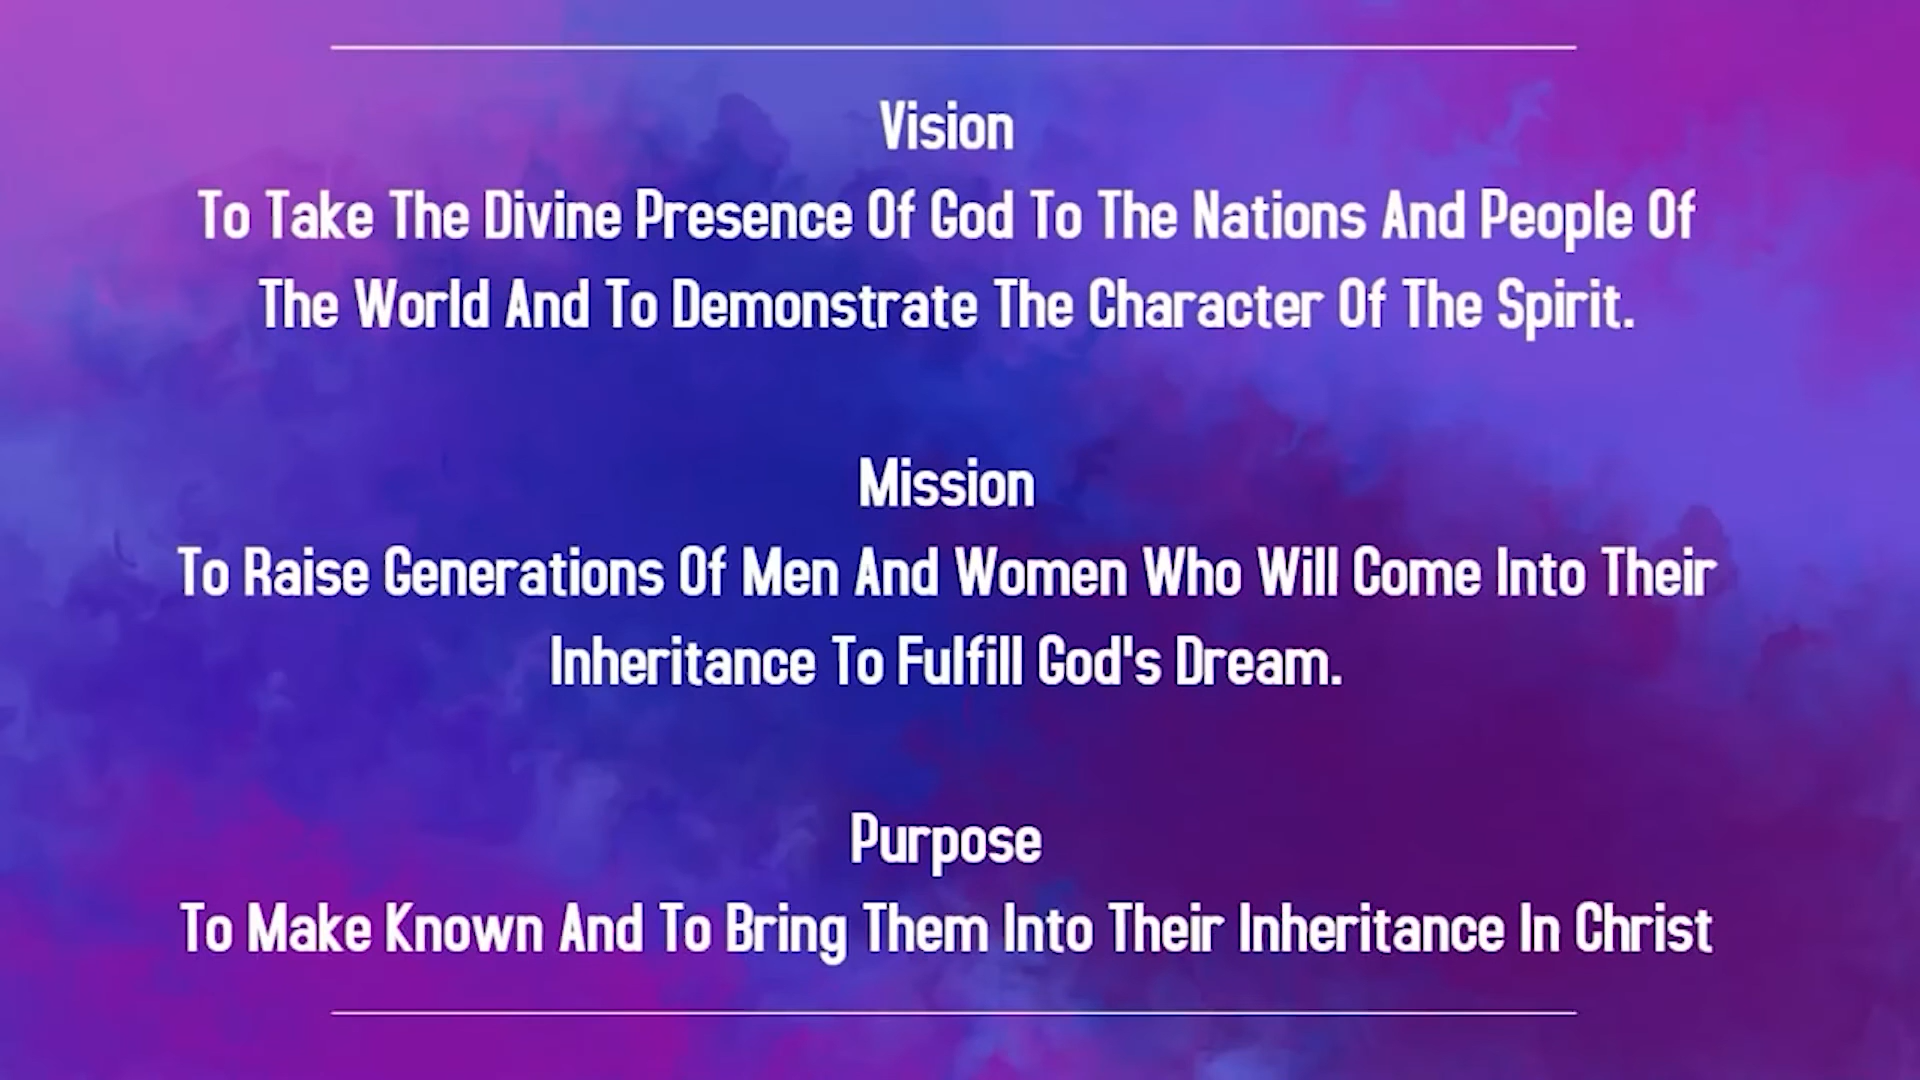 Vision
To Take The Divine Presence Of God To The Nations And People Of
The World And To Demonstrate The Character Of The Spirit.
Mission
To Raise Generations Of Men And Women Who Will Come Into Their
Inheritance To Fulfill God's Dream.
Purpose
To Make Known And To Bring Them Into Their Inheritance In Christ